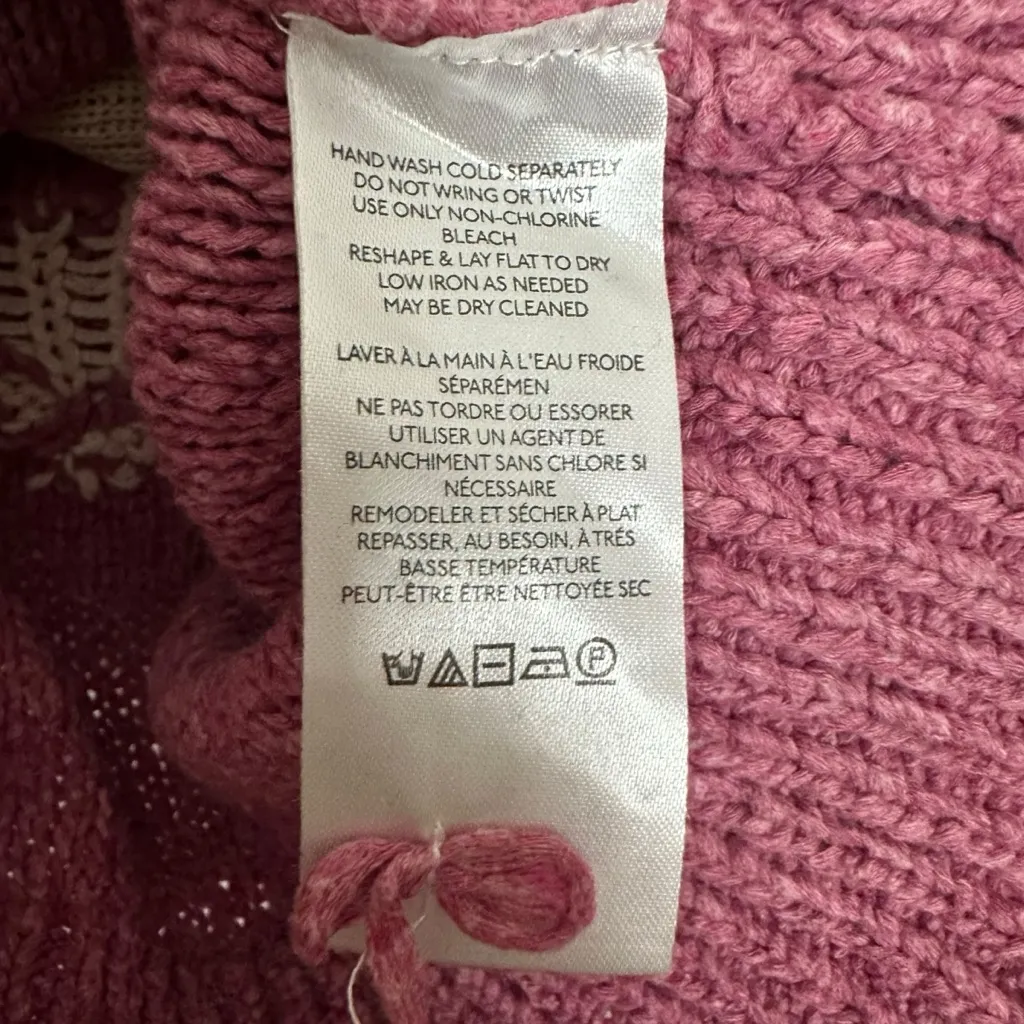 HAND WASH COLD SEPARATELY
DO NOT WRING OR TWIST
USE ONLY NON-CHLORINE
BLEACH
RESHAPE & LAY FLAT TO DRY
LOW IRON AS NEEDED
MAY BE DRY CLEANED
LAVER À LA MAIN À L'EAU FROIDE
SÉPARÉMEN
NE PAS TORDRE OU ESSORER
UTILISER UN AGENT DE
BLANCHIMENT SANS CHLORE SI
NÉCESSAIRE
REMODELER ET SÉCHER À PLAT
REPASSER, AU BESOIN, À TRÉS
BASSE TEMPÉRATURE
PEUT-ÊTRE ÊTRE NETTOYÉE SEC
P